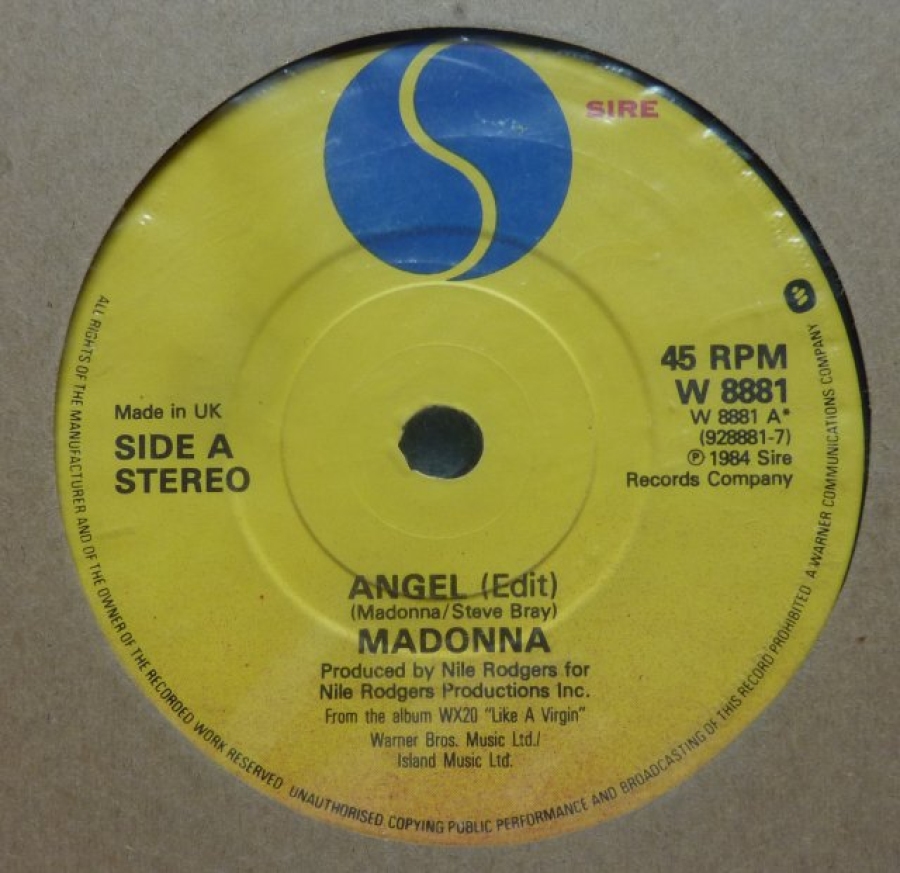 SIRE
45 RPM
W 8881
W 8881 A*
(928881-7)
℗ 1984 Sire
Records Company
Made in UK
SIDE A
STEREO
ANGEL (Edit)
(Madonna/Steve Bray)
MADONNA
Produced by Nile Rodgers for
Nile Rodgers Productions Inc.
From the album WX20 "Like A Virgin"
Warner Bros. Music Ltd./
Island Music Ltd.
ALL RIGHTS OF THE MANUFACTURER AND OF THE OWNER OF THE RECORDED WORK RESERVED UNAUTHORISED COPYING PUBLIC PERFORMANCE AND BROADCASTING OF THIS RECORD PROHIBITED A WARNER COMMUNICATIONS COMPANY